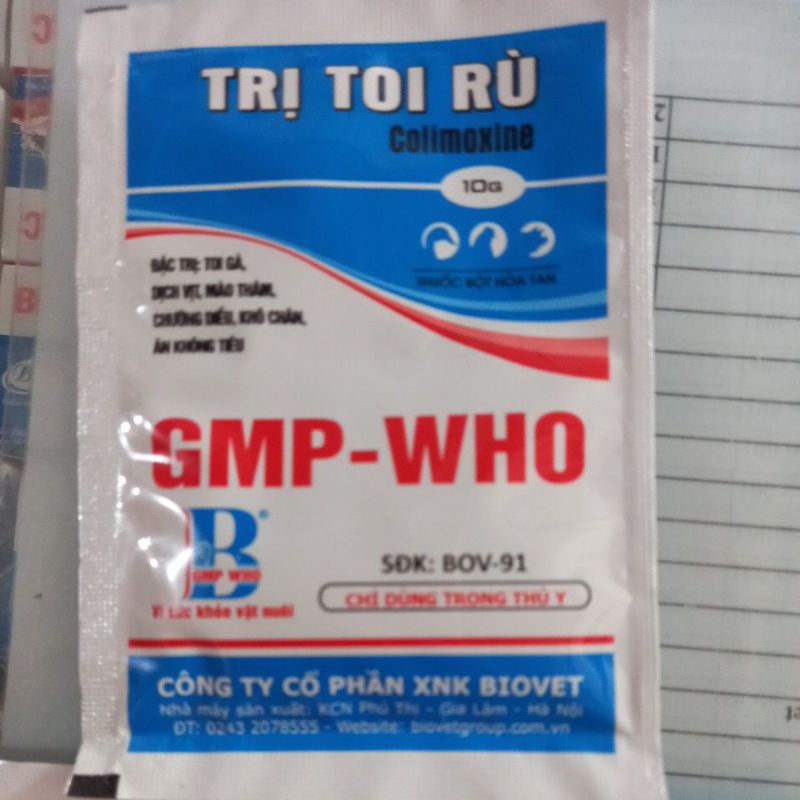 TRỊ TOI RÙ
Colimoxine
10G
THUỐC BỘT HÒA TAN
ĐẶC TRỊ: TOI GÀ,
DỊCH VỊT, MÀO THÂM,
CHƯỚNG DIỀU, KHÔ CHÂN,
ĂN KHÔNG TIÊU
GMP-WHO
B®
GMP WHO
Vì sức khỏe vật nuôi
SĐK: BOV-91
CHỈ DÙNG TRONG THÚ Y
CÔNG TY CỔ PHẦN XNK BIOVET
Nhà máy sản xuất: KCN Phú Thị - Gia Lâm - Hà Nội
ĐT: 0243 2078555 - Website: biovetgroup.com.vn